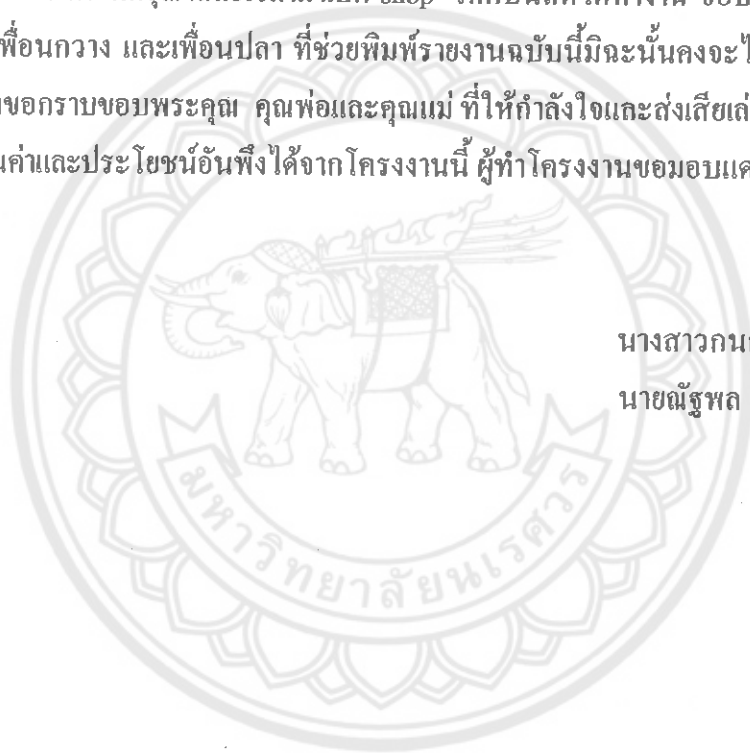 shop
พื่อนกวาง และเพื่อนปลา ที่ช่วยพิมพ์รายงานฉบับนี้มิฉะนั้นคงจะไ
ขอกราบขอบพระคุณ คุณพ่อและคุณแม่ ที่ให้กำลังใจและส่งเสียเล่
นค่าและประโยชน์อันพึงได้จากโครงงานนี้ ผู้ทำโครงงานขอมอบแด
นางสาวกน
นายณัฐพล
มหาวิทยาลัยนเรศวร